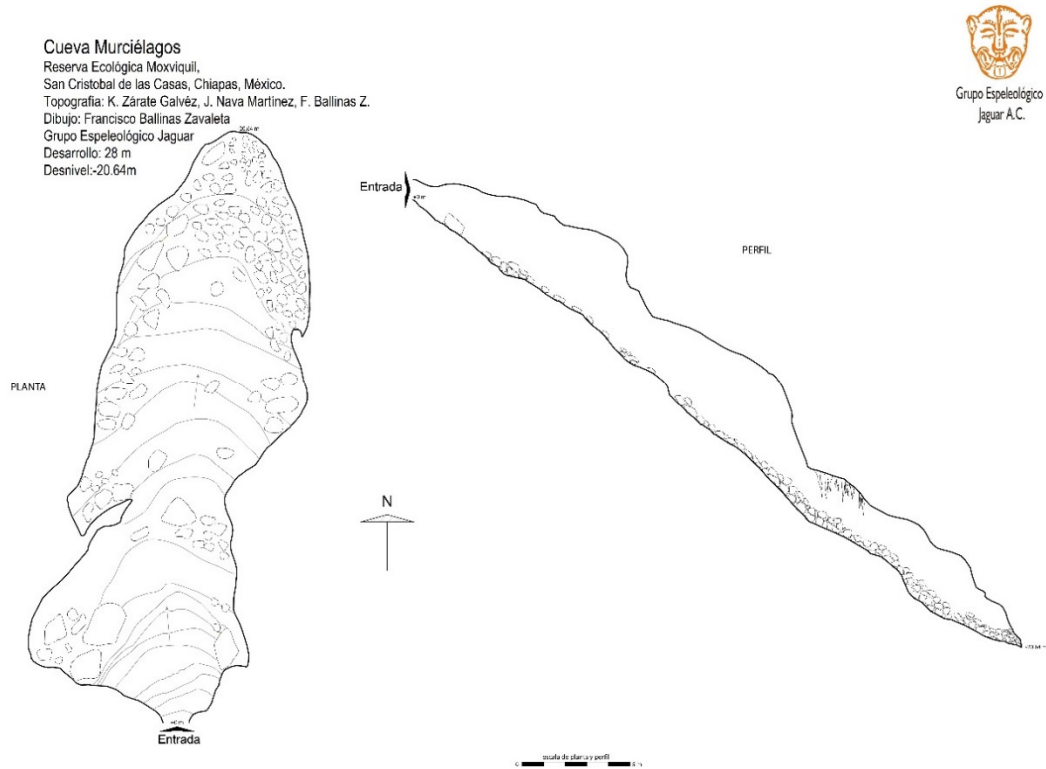 Cueva Murciélagos
Reserva Ecológica Moxviquil,
San Cristobal de las Casas, Chiapas, México.
Topografía: K. Zárate Galvéz, J. Nava Martínez, F. Ballinas Z.
Dibujo: Francisco Ballinas Zavaleta
Grupo Espeleológico Jaguar
Desarrollo: 28 m
Desnivel:-20.64m
Grupo Espeleológico
Jaguar A.C.
Entrada
PERFIL
PLANTA
N
Entrada
escala de planta y perfil
0 5 m